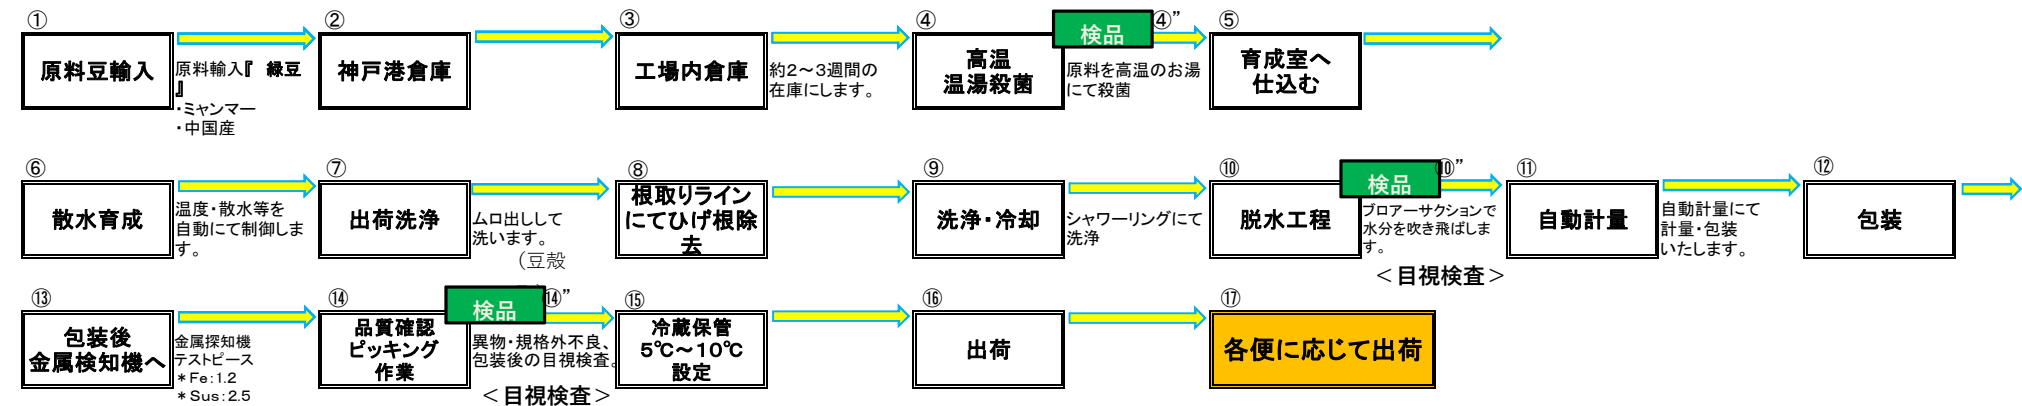 ①
原料豆輸入
原料輸入『　緑豆
』
・ミャンマー
・中国産
②
神戸港倉庫
③
工場内倉庫
約2～3週間の
在庫にします。
④
高温
温湯殺菌
検品
④”
原料を高温のお湯
にて殺菌
⑤
育成室へ
仕込む
⑥
散水育成
温度・散水等を
自動にて制御しま
す。
⑦
出荷洗浄
ムロ出しして
洗います。
（豆殻
⑧
根取りライン
にてひげ根除
去
⑨
洗浄・冷却
シャワーリングにて
洗浄
⑩
脱水工程
検品
⑩”
ブロアーサクションで
水分を吹き飛ばしま
す。
＜目視検査＞
⑪
自動計量
自動計量にて
計量・包装
いたします。
⑫
包装
⑬
包装後
金属検知機へ
金属探知機
テストピース
＊Fe：1.2
＊Sus：2.5
⑭
品質確認
ピッキング
作業
検品
⑭”
異物・規格外不良、
包装後の目視検査。
＜目視検査＞
⑮
冷蔵保管
5℃～10℃
設定
⑯
出荷
⑰
各便に応じて出荷